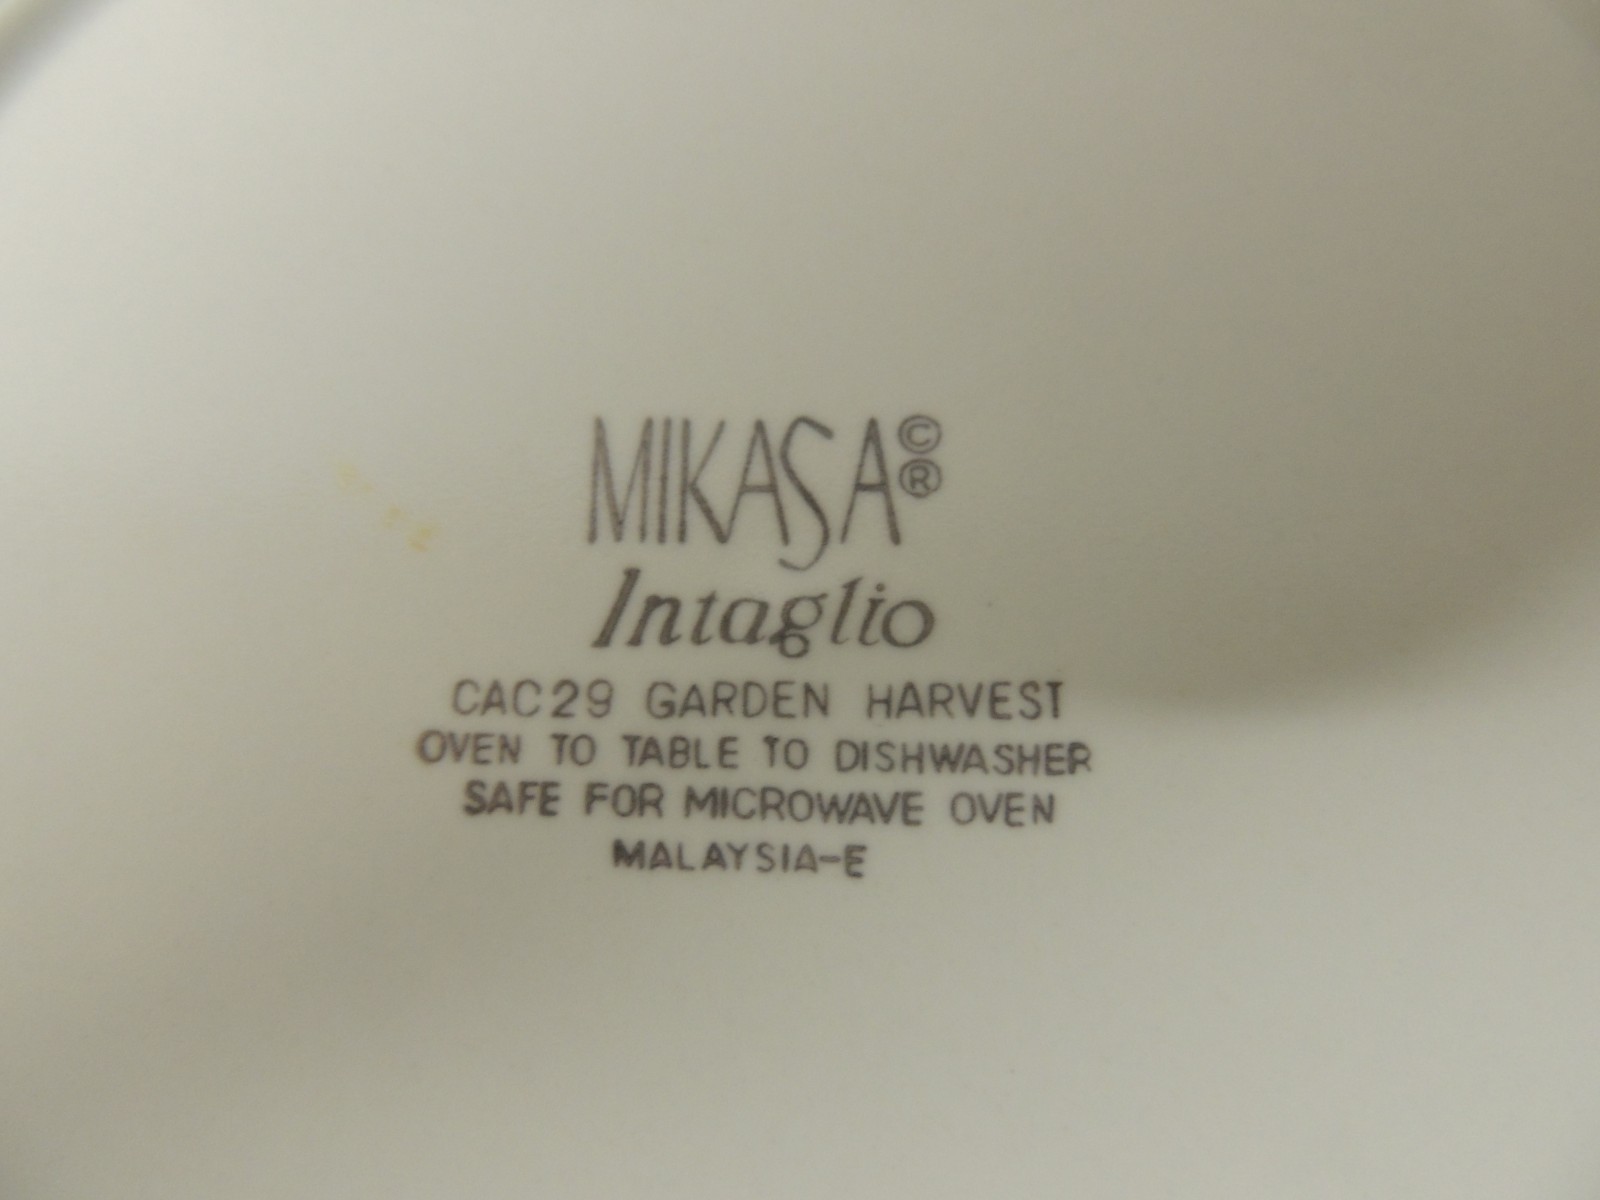 MIKASA©®
Intaglio
CAC29 GARDEN HARVEST
OVEN TO TABLE TO DISHWASHER
SAFE FOR MICROWAVE OVEN
MALAYSIA-E